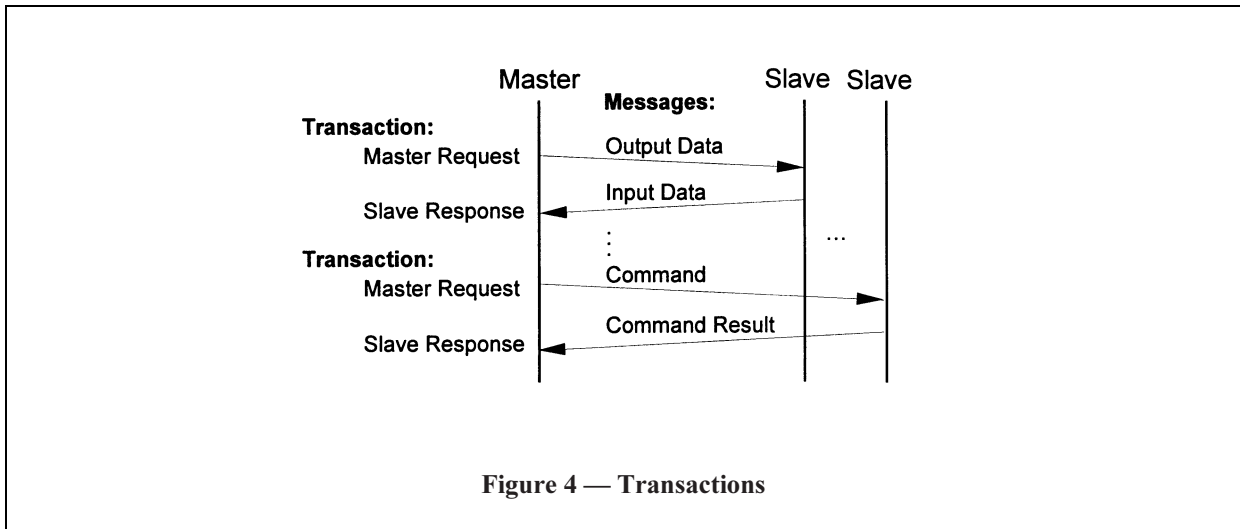 Master Slave Slave
Messages:
Transaction:
Master Request Output Data
Input Data
Slave Response
...
...
Transaction:
Master Request Command
Command Result
Slave Response
Figure 4 — Transactions